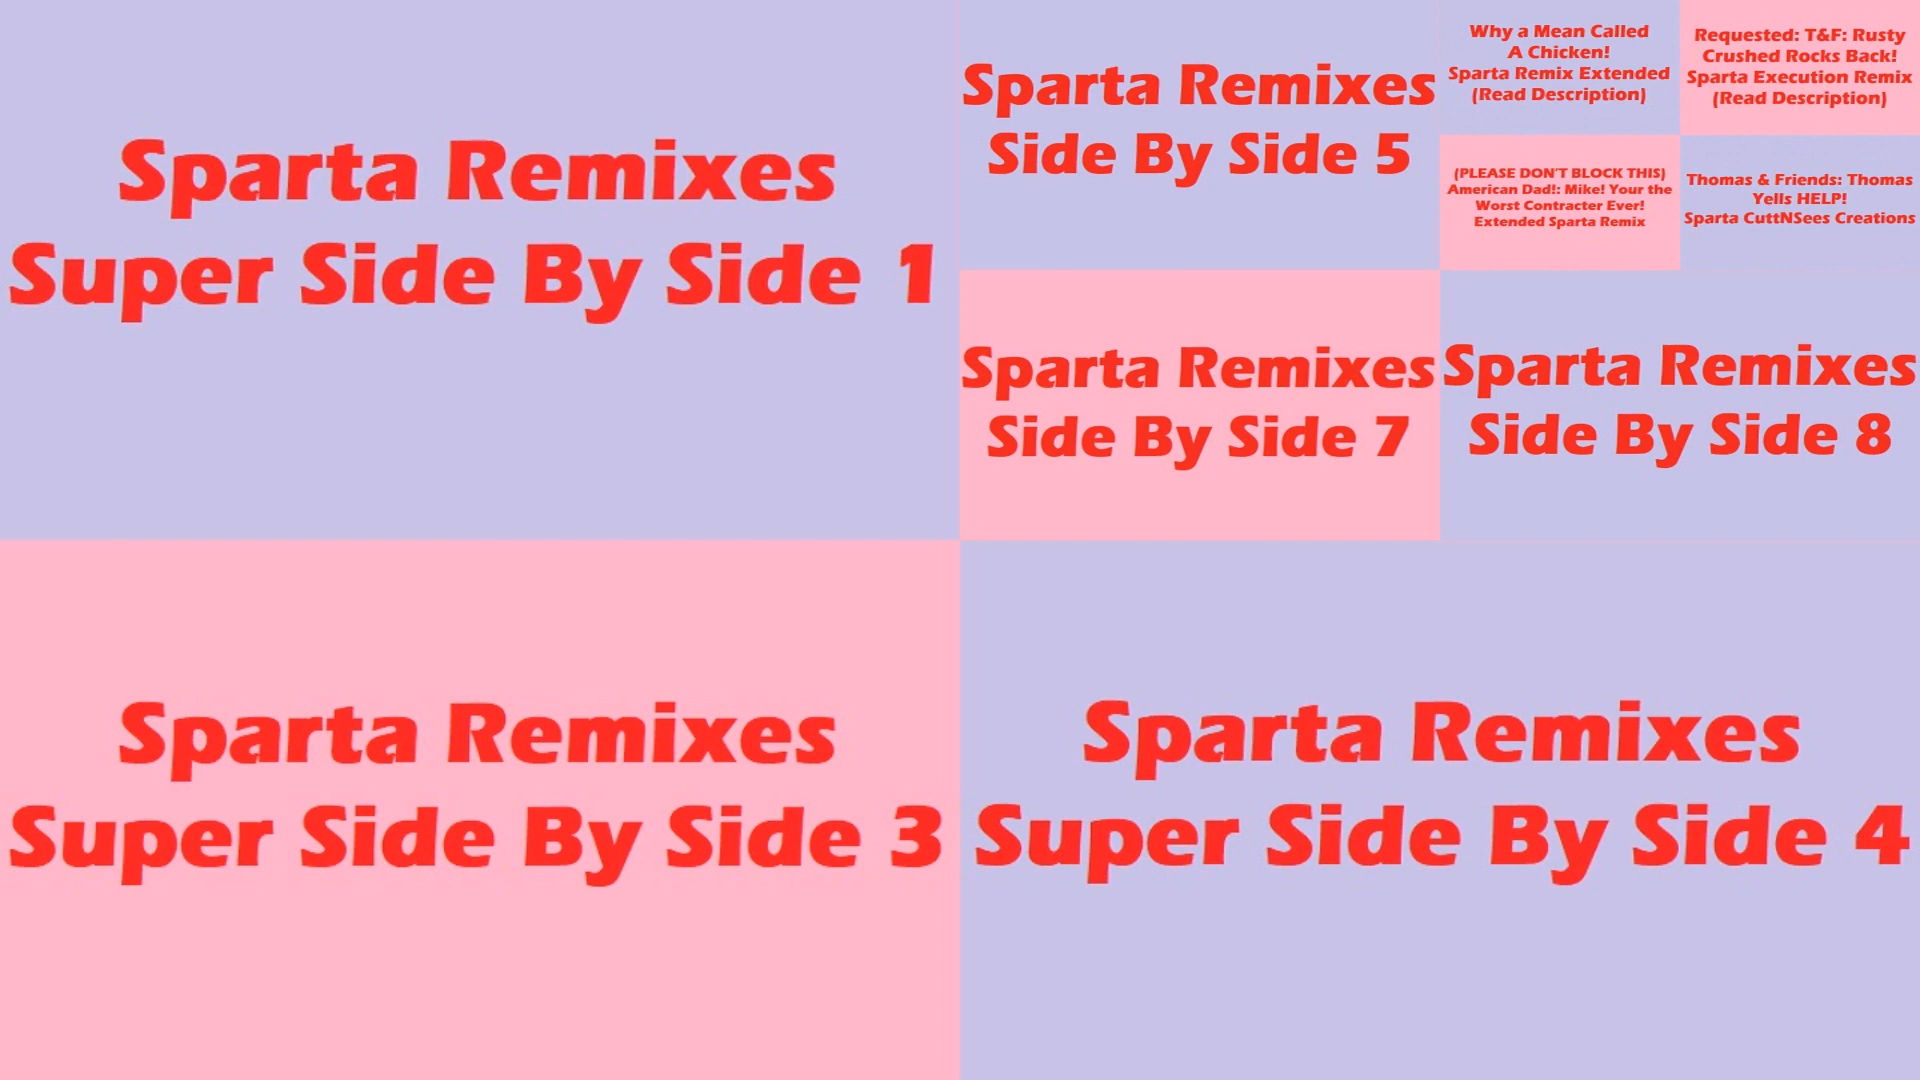 Sparta Remixes
Super Side By Side 1
Sparta Remixes
Side By Side 5
Why a Mean Called
A Chicken!
Sparta Remix Extended
(Read Description)
Requested: T&F: Rusty
Crushed Rocks Back!
Sparta Execution Remix
(Read Description)
(PLEASE DON'T BLOCK THIS)
American Dad!: Mike! Your the
Worst Contracter Ever!
Extended Sparta Remix
Thomas & Friends: Thomas
Yells HELP!
Sparta CuttNSees Creations
Sparta Remixes
Side By Side 7
Sparta Remixes
Side By Side 8
Sparta Remixes
Super Side By Side 3
Sparta Remixes
Super Side By Side 4